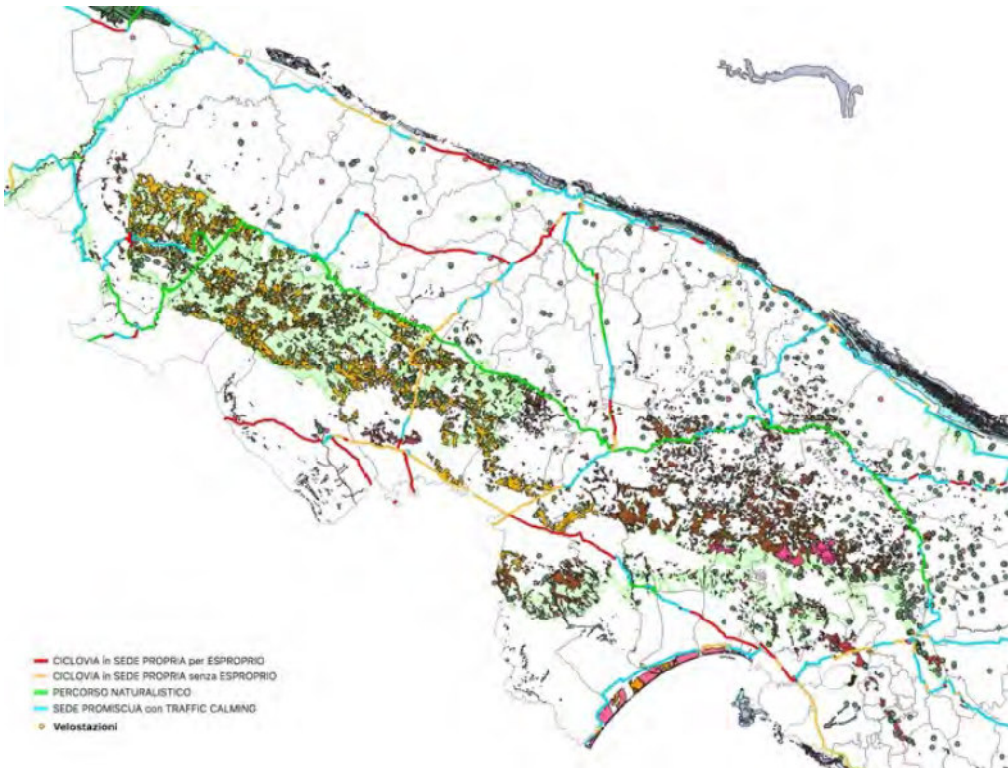 CICLOVIA in SEDE PROPRIA per ESPROPRIO
CICLOVIA in SEDE PROPRIA senza ESPROPRIO
PERCORSO NATURALISTICO
SEDE PROMISCUA con TRAFFIC CALMING
Velostazioni